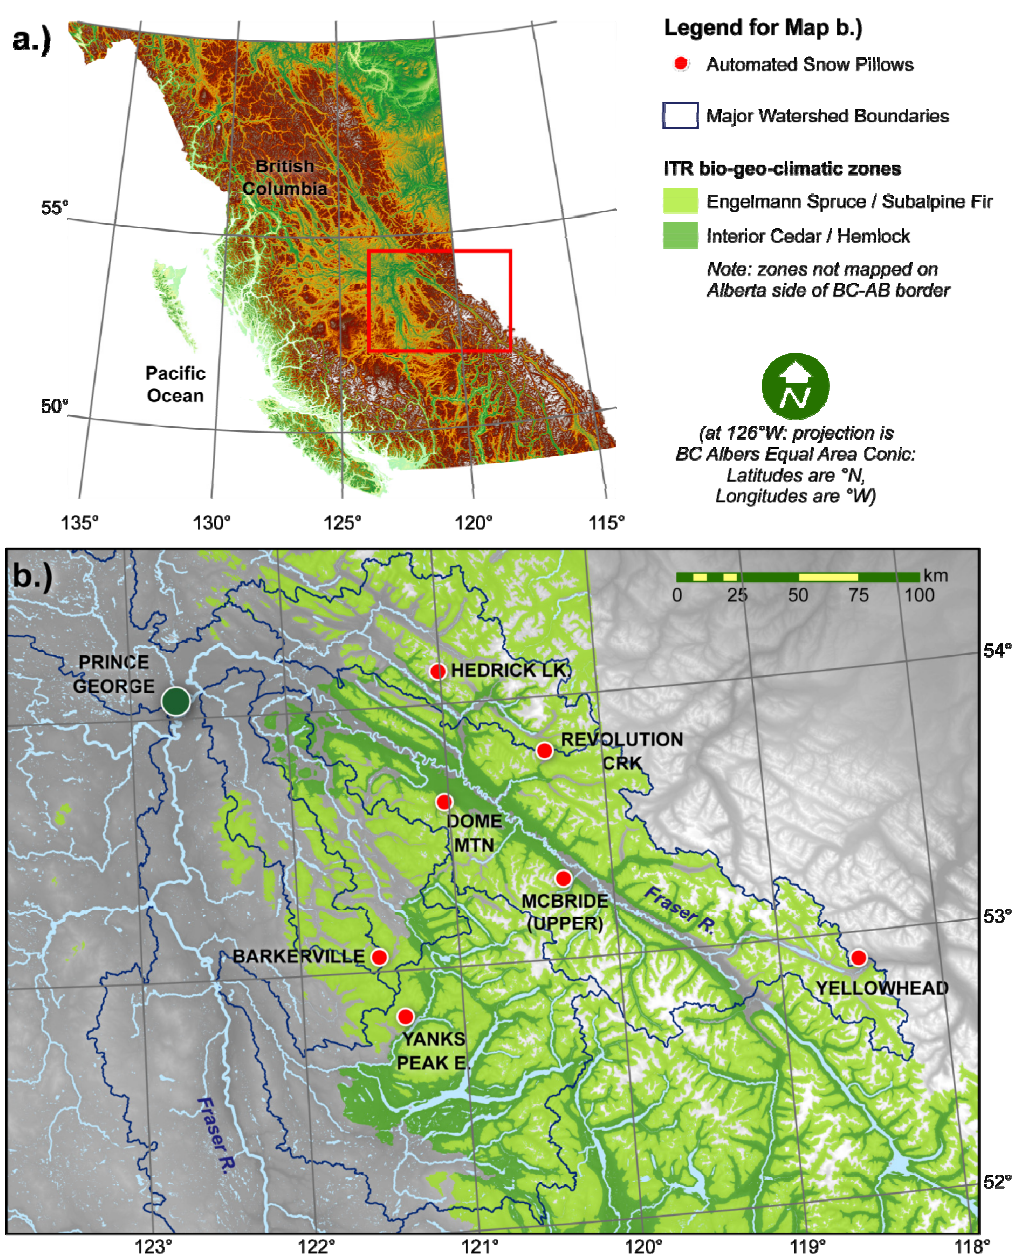 a.)
British
Columbia
55°
Pacific
Ocean
50°
135°
130°
125°
120°
115°
Legend for Map b.)
Automated Snow Pillows
Major Watershed Boundaries
ITR bio-geo-climatic zones
Engelmann Spruce / Subalpine Fir
Interior Cedar / Hemlock
Note: zones not mapped on
Alberta side of BC-AB border
N
(at 126°W: projection is
BC Albers Equal Area Conic:
Latitudes are °N,
Longitudes are °W)
b.)
km
0 25 50 75 100
PRINCE
GEORGE
HEDRICK LK.
54°
REVOLUTION
CRK
DOME
MTN
MCBRIDE
(UPPER)
Fraser R.
53°
BARKERVILLE
YELLOWHEAD
YANKS
PEAK E.
Fraser R.
52°
123°
122°
121°
120°
119°
118°